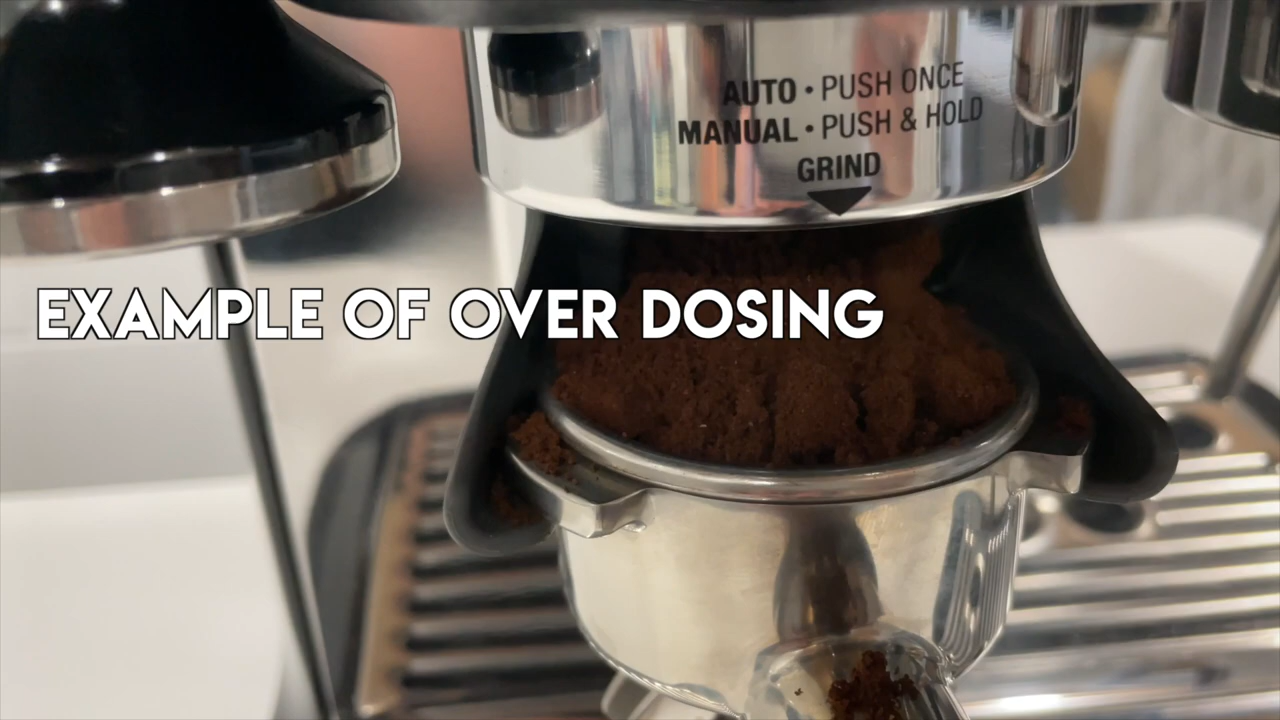 AUTO • PUSH ONCE
MANUAL • PUSH & HOLD
GRIND
EXAMPLE OF OVER DOSING